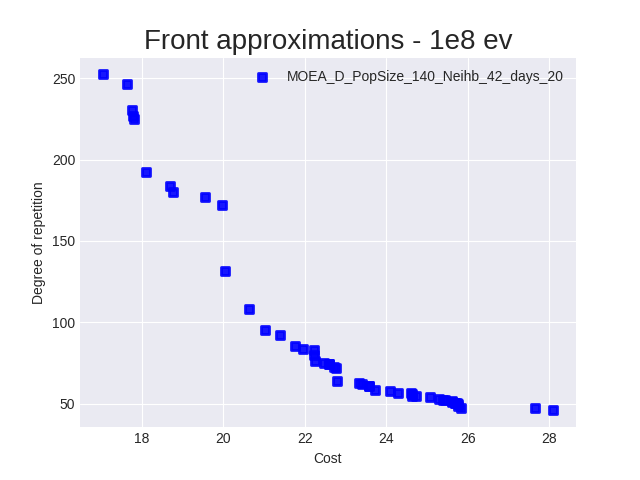 Front approximations - 1e8 ev
MOEA_D_PopSize_140_Neihb_42_days_20
250
200
150
100
50
Degree of repetition
18 20 22 24 26 28
Cost